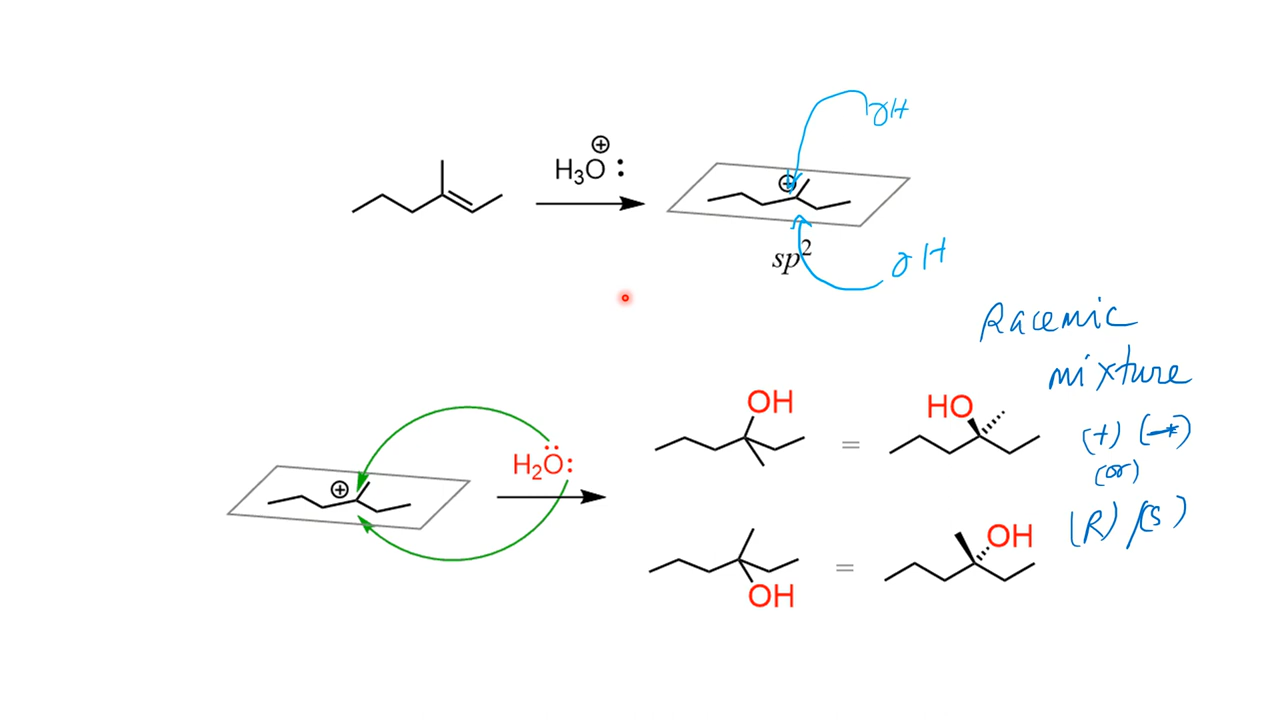 OH
H₃O⊕:
⊕
sp²
OH
Racemic
mixture
OH
HO
(+) (-)
(or)
H₂O:
⊕
=
(R) / (S)
OH
=
OH